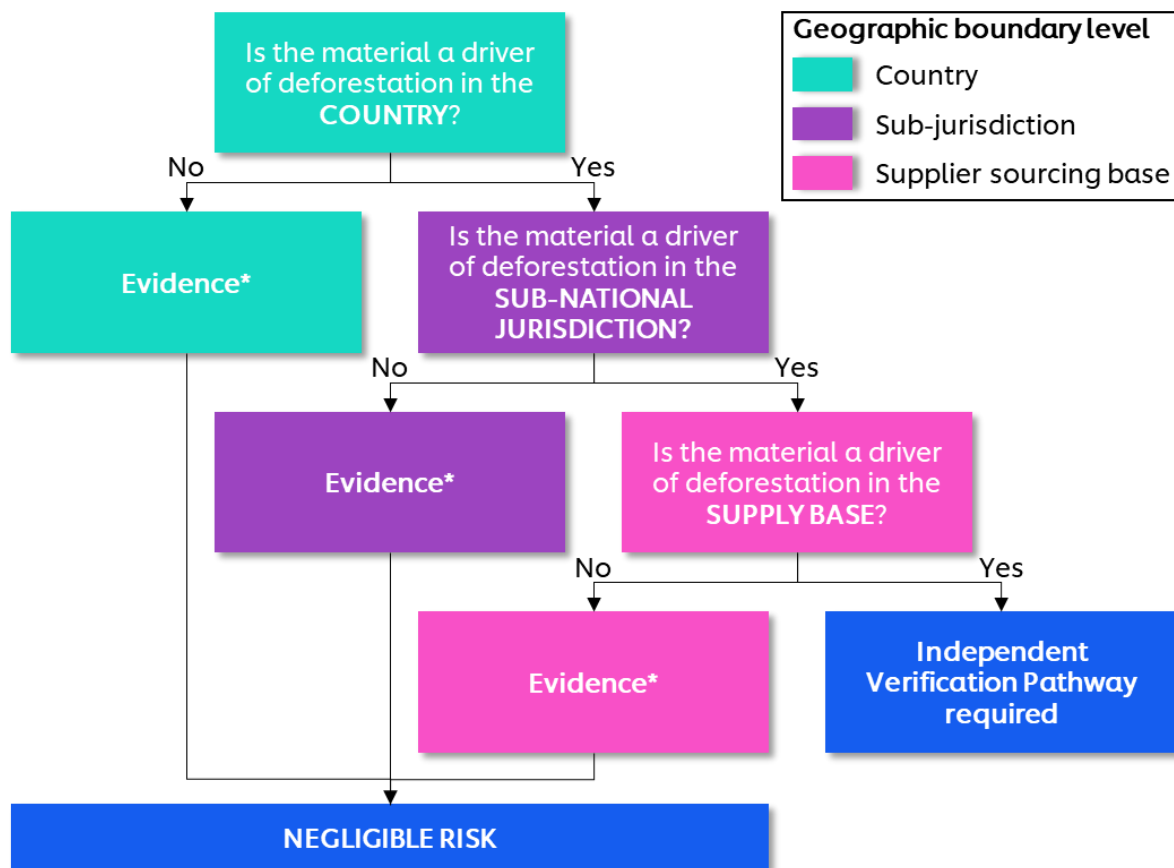 Is the material a driver
of deforestation in the
COUNTRY?
Geographic boundary level
Country
Sub-jurisdiction
Supplier sourcing base
No
Yes
Evidence*
Is the material a driver
of deforestation in the
SUB-NATIONAL
JURISDICTION?
No
Yes
Evidence*
Is the material a driver
of deforestation in the
SUPPLY BASE?
No
Yes
Evidence*
Independent
Verification Pathway
required
NEGLIGIBLE RISK